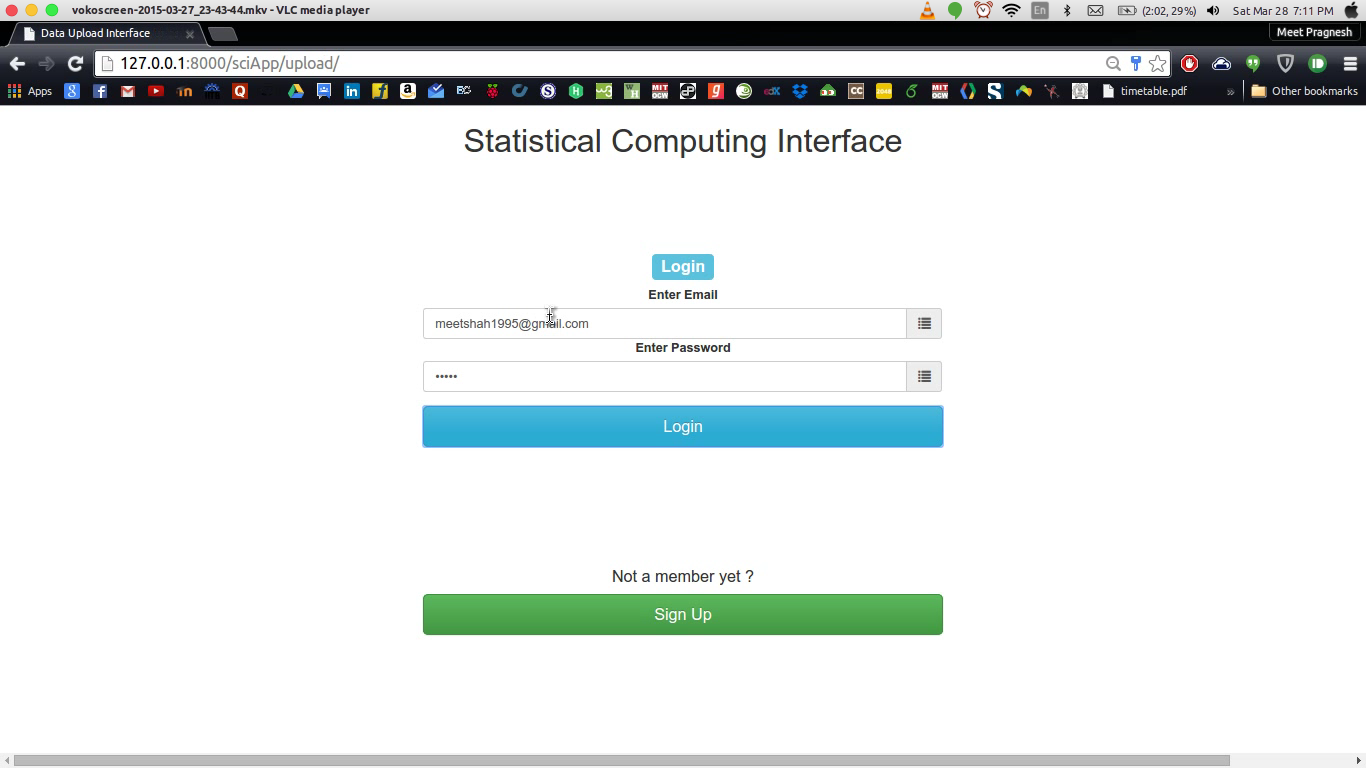 vokoscreen-2015-03-27_23-43-44.mkv - VLC media player
En
(2:02, 29%)
Sat Mar 28 7:11 PM
Data Upload Interface
Meet Pragnesh
127.0.0.1:8000/sciApp/upload/
Apps
timetable.pdf
»
Other bookmarks
Statistical Computing Interface
Login
Enter Email
meetshah1995@gmail.com
Enter Password
•••••
Login
Not a member yet ?
Sign Up